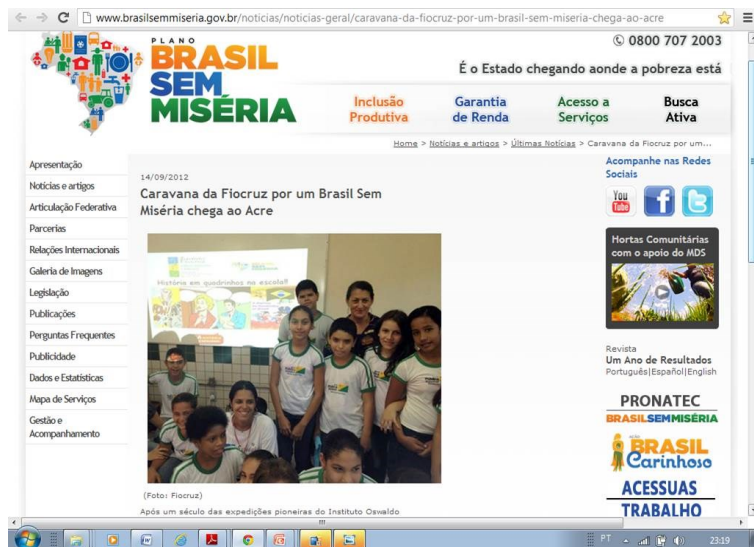 www.brasilsemmiseria.gov.br/noticias/noticias-geral/caravana-da-fiocruz-por-um-brasil-sem-miseria-chega-ao-acre
PLANO
BRASIL
SEM
MISÉRIA
0800 707 2003
É o Estado chegando aonde a pobreza está
Inclusão
Produtiva
Garantia
de Renda
Acesso a
Serviços
Busca
Ativa
Home > Notícias e artigos > Últimas Notícias > Caravana da Fiocruz por um...
Apresentação
Notícias e artigos
Articulação Federativa
Parcerias
Relações Internacionais
Galeria de Imagens
Legislação
Publicações
Perguntas Frequentes
Publicidade
Dados e Estatísticas
Mapa de Serviços
Gestão e
Acompanhamento
14/09/2012
Caravana da Fiocruz por um Brasil Sem
Miséria chega ao Acre
História em quadrinhos na escola!!
(Foto: Fiocruz)
Após um século das expedições pioneiras do Instituto Oswaldo
Acompanhe nas Redes
Sociais
You
Tube
Hortas Comunitárias
com o apoio do MDS
Revista
Um Ano de Resultados
Português|Español|English
PRONATEC
BRASILSEMMISÉRIA
BRASIL
Carinhoso
ACESSUAS
TRABALHO
PT
23:19